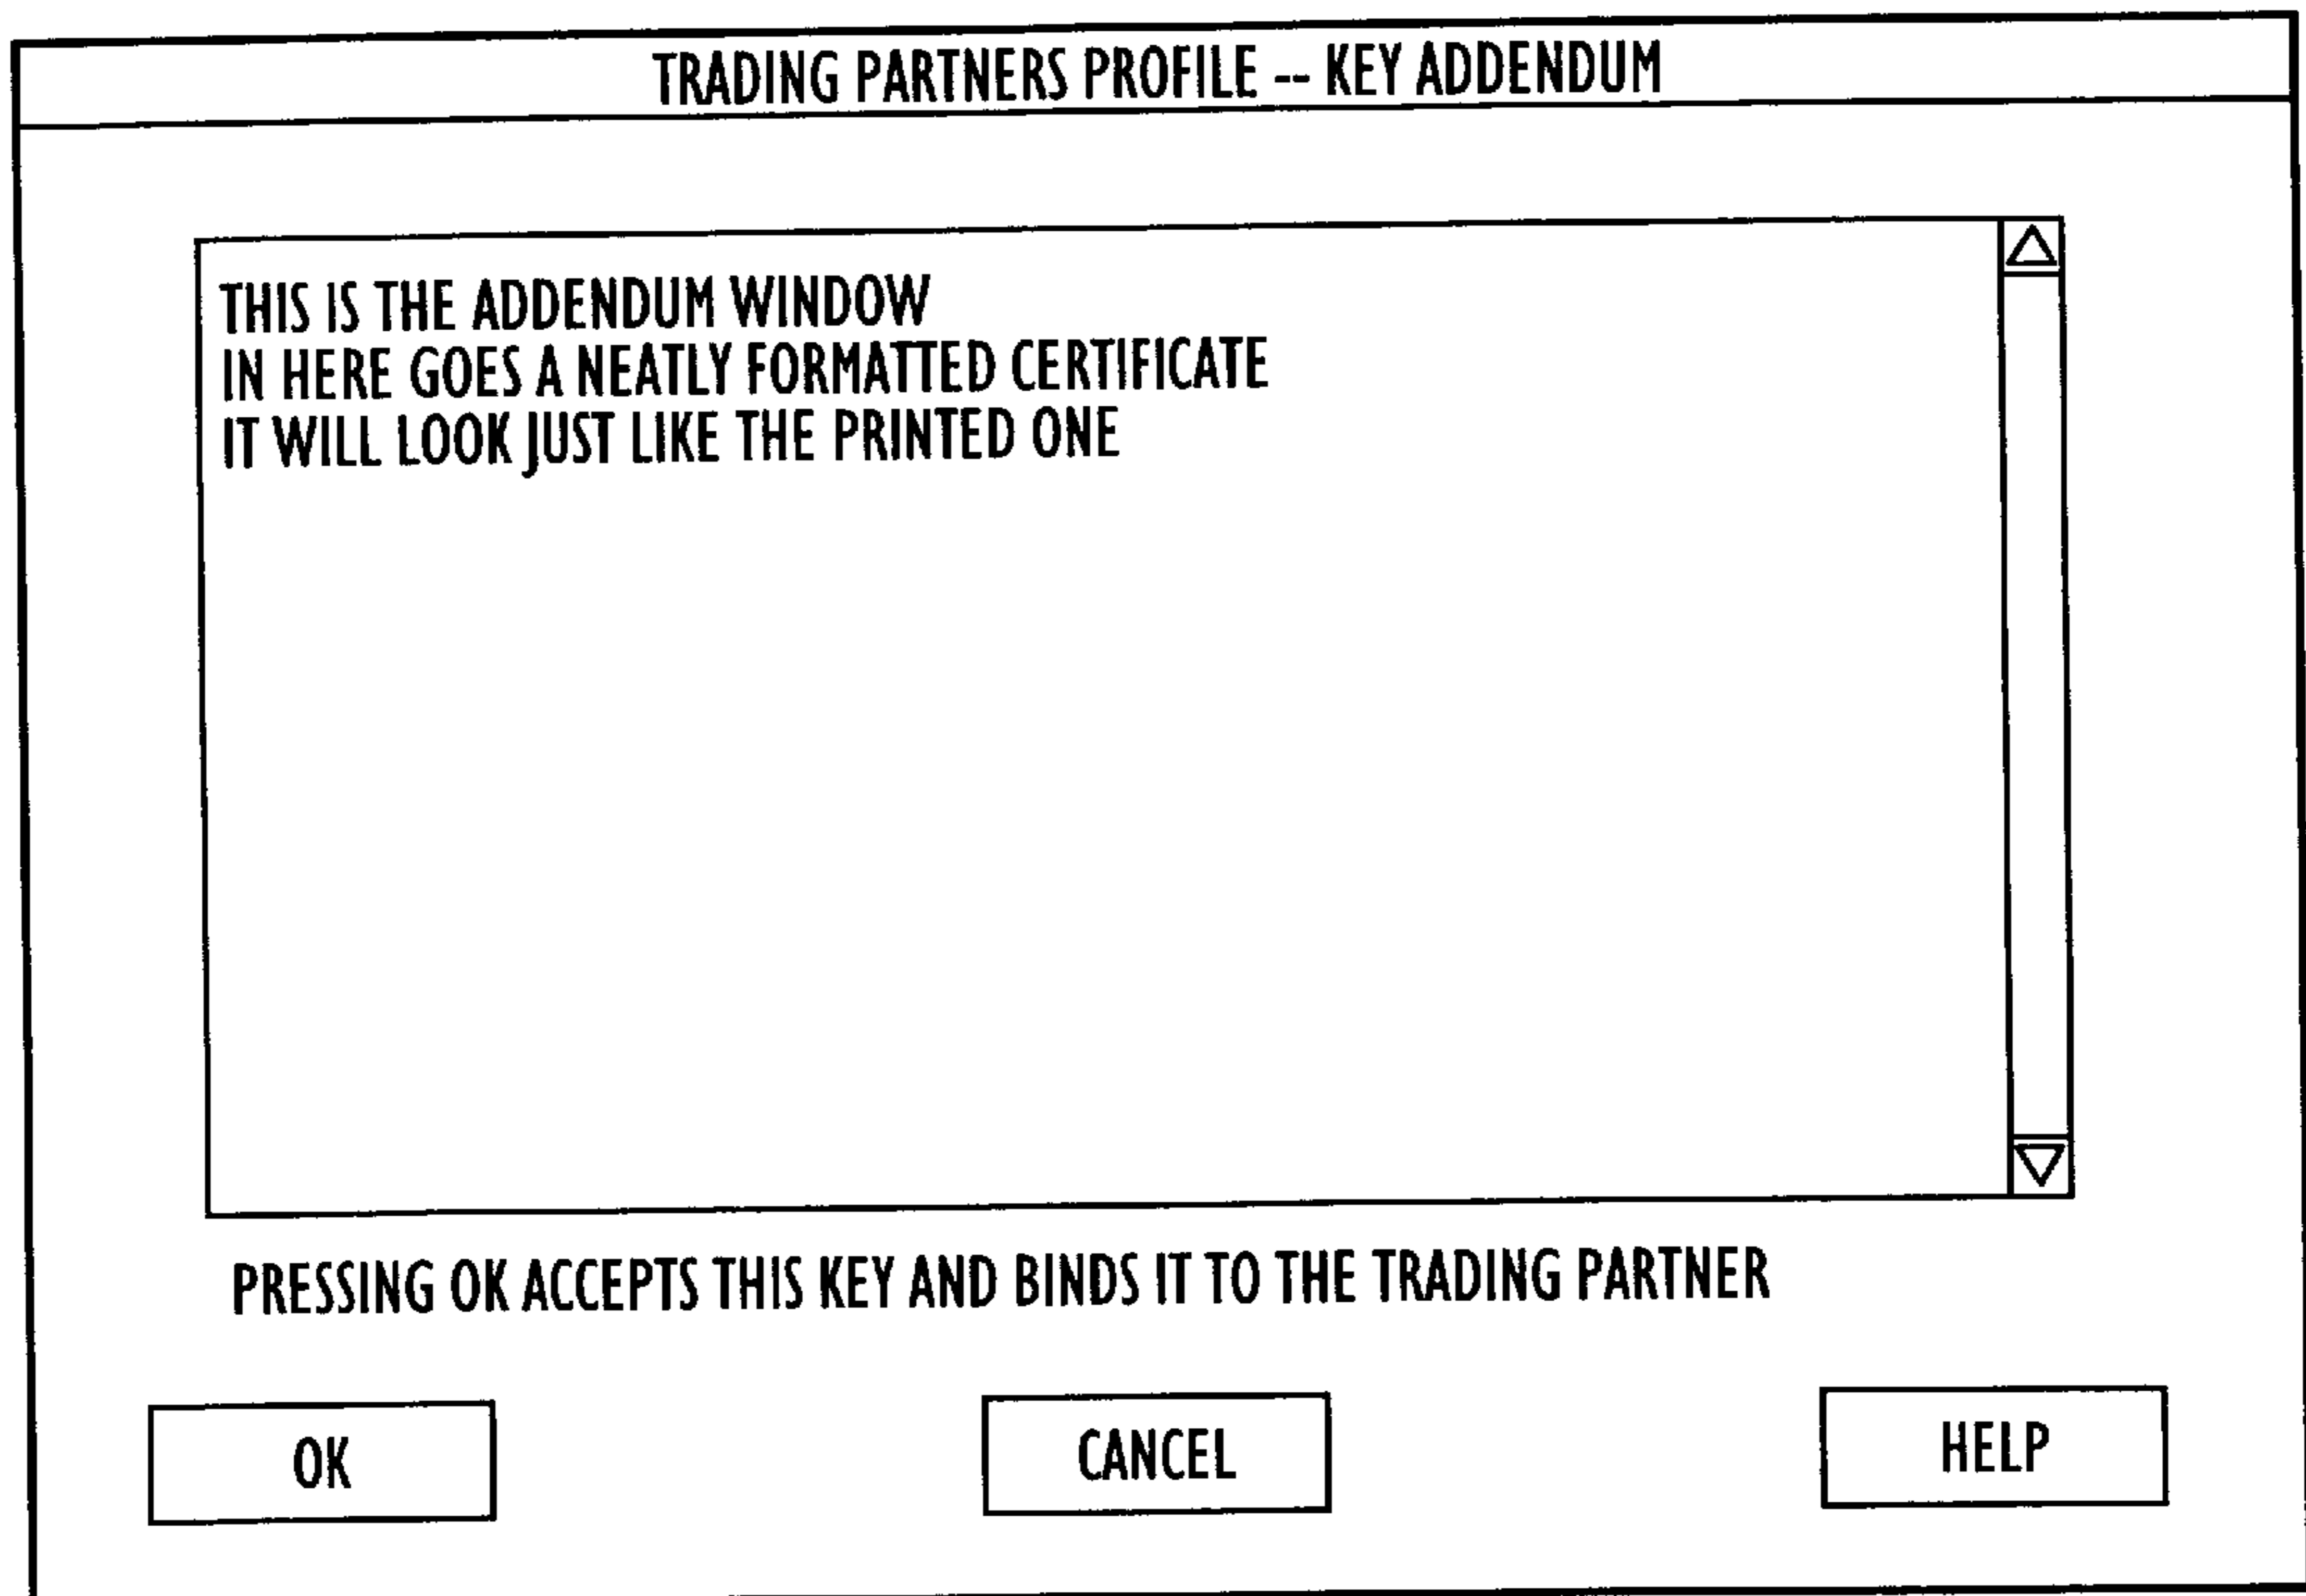 TRADING PARTNERS PROFILE -- KEY ADDENDUM
THIS IS THE ADDENDUM WINDOW
IN HERE GOES A NEATLY FORMATTED CERTIFICATE
IT WILL LOOK JUST LIKE THE PRINTED ONE
PRESSING OK ACCEPTS THIS KEY AND BINDS IT TO THE TRADING PARTNER
OK
CANCEL
HELP